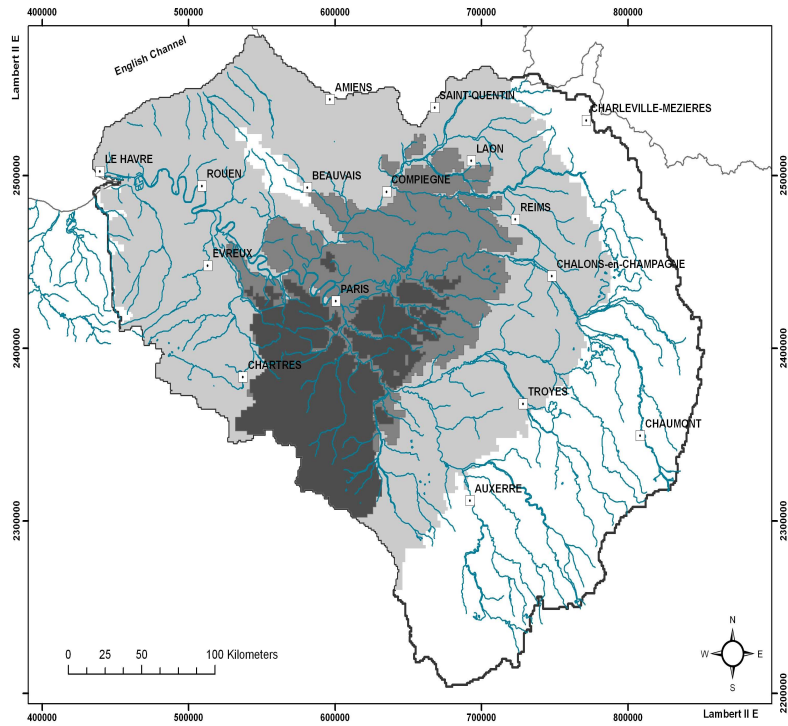 400000 500000 600000 700000 800000
Lambert II E
English Channel
AMIENS
SAINT-QUENTIN
CHARLEVILLE-MEZIERES
LE HAVRE
LAON
ROUEN
BEAUVAIS
COMPIEGNE
2500000
2500000
REIMS
EVREUX
CHALONS-en-CHAMPAGNE
PARIS
2400000
2400000
CHARTRES
TROYES
CHAUMONT
AUXERRE
2300000
2300000
N
W E
S
0 25 50 100 Kilometers
2200000
Lambert II E
400000 500000 600000 700000 800000